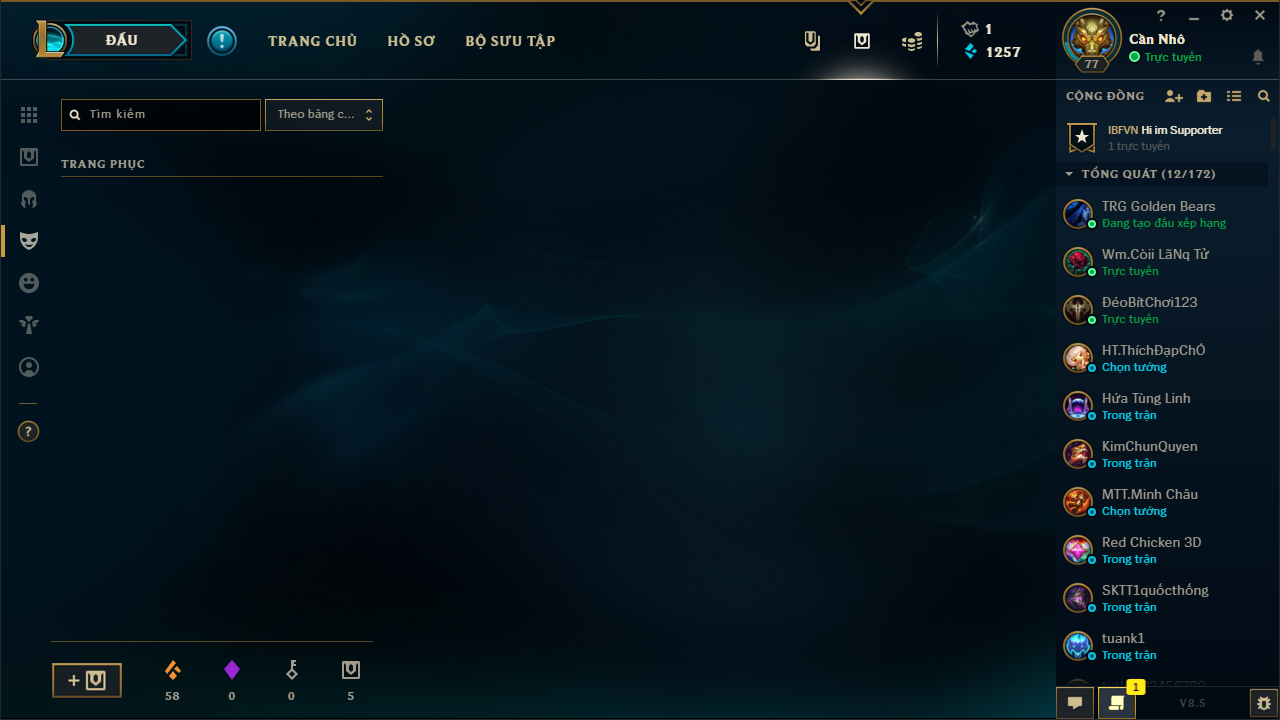 ĐẤU
TRANG CHỦ
HỒ SƠ
BỘ SƯU TẬP
1
1257
77
Cần Nhô
Trực tuyến
Tìm kiếm
Theo bảng c...
TRANG PHỤC
CỘNG ĐỒNG
IBFVN Hi im Supporter
1 trực tuyến
TỔNG QUÁT (12/172)
TRG Golden Bears
Đang tạo đấu xếp hạng
Wm.Còii LãNq Tử
Trực tuyến
ĐéoBítChơi123
Trực tuyến
HT.ThíchĐạpChÓ
Chọn tướng
Hứa Tùng Linh
Trong trận
KimChunQuyen
Trong trận
MTT.Minh Châu
Chọn tướng
Red Chicken 3D
Trong trận
SKTT1quốcthống
Trong trận
tuank1
Trong trận
58
0
0
5
1
V8.5